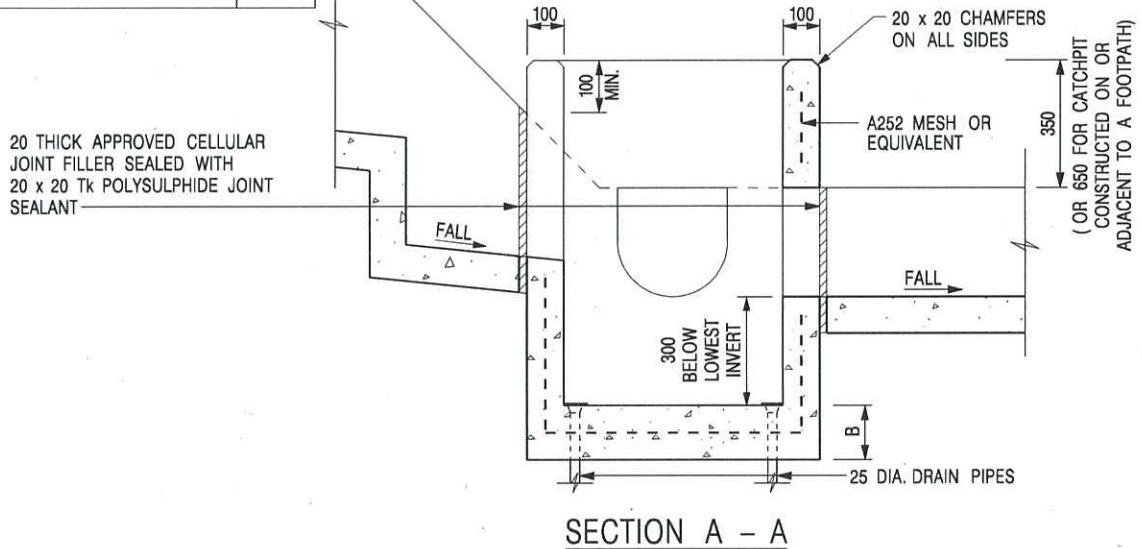 100
100
20 x 20 CHAMFERS
ON ALL SIDES
100
MIN.
350
( OR 650 FOR CATCHPIT
CONSTRUCTED ON OR
ADJACENT TO A FOOTPATH)
A252 MESH OR
EQUIVALENT
20 THICK APPROVED CELLULAR
JOINT FILLER SEALED WITH
20 x 20 Tk POLYSULPHIDE JOINT
SEALANT
FALL
FALL
300
BELOW
LOWEST
INVERT
B
25 DIA. DRAIN PIPES
SECTION A – A